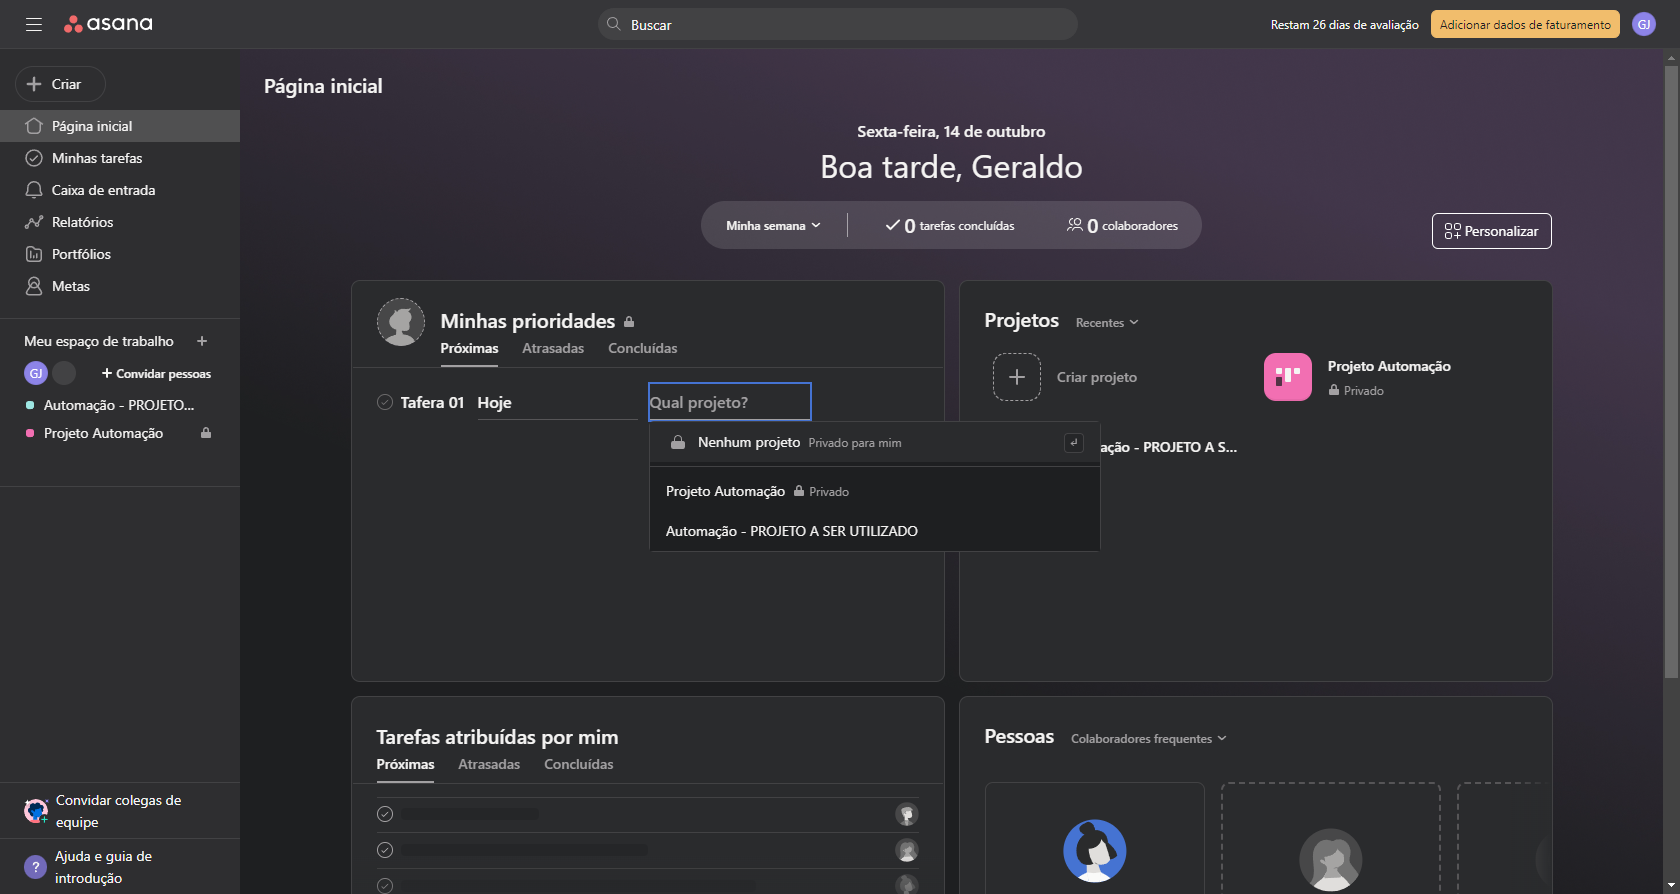 asana
Buscar
Restam 26 dias de avaliação
Adicionar dados de faturamento
GJ
Criar
Página inicial
Minhas tarefas
Caixa de entrada
Relatórios
Portfólios
Metas
Meu espaço de trabalho
GJ
Convidar pessoas
Automação - PROJETO...
Projeto Automação
Convidar colegas de
equipe
?
Ajuda e guia de
introdução
Página inicial
Sexta-feira, 14 de outubro
Boa tarde, Geraldo
Minha semana
0 tarefas concluídas
0 colaboradores
Personalizar
Minhas prioridades
Próximas Atrasadas Concluídas
Tafera 01 Hoje Qual projeto?
Nenhum projeto Privado para mim
Projeto Automação Privado
Automação - PROJETO A SER UTILIZADO
Projetos Recentes
Criar projeto
Projeto Automação
Privado
ação - PROJETO A S...
Tarefas atribuídas por mim
Próximas Atrasadas Concluídas
Pessoas Colaboradores frequentes